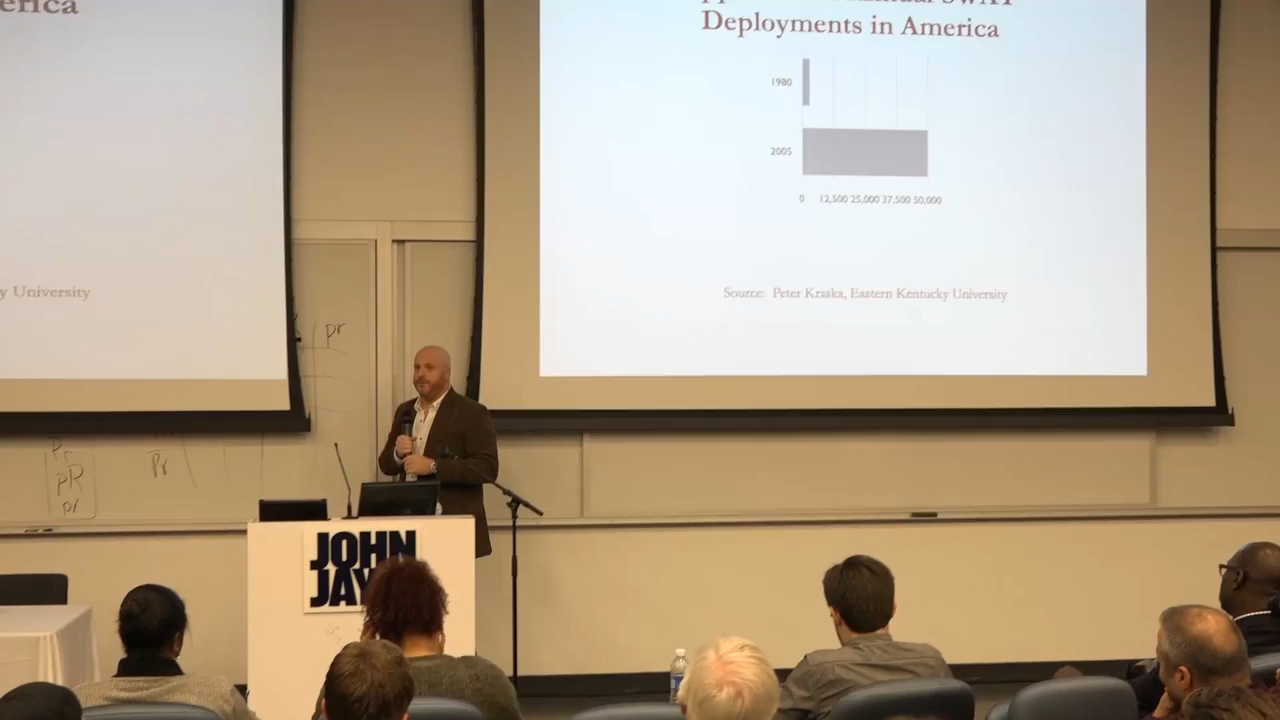 erica
y University
Deployments in America
1980
2005
0 12,500 25,000 37,500 50,000
Source: Peter Kraska, Eastern Kentucky University
pr
Pr
pR
pr
Pr
JOHN
JAY